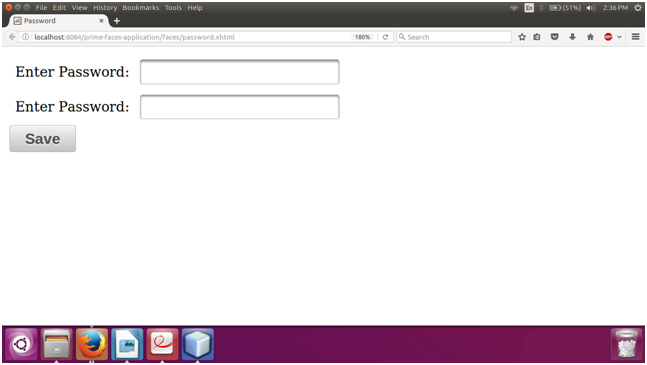 File Edit View History Bookmarks Tools Help En (51%) 2:36 PM
Password
localhost:8084/prime-faces-application/faces/password.xhtml 180% Search ABP
Enter Password:
Enter Password:
Save